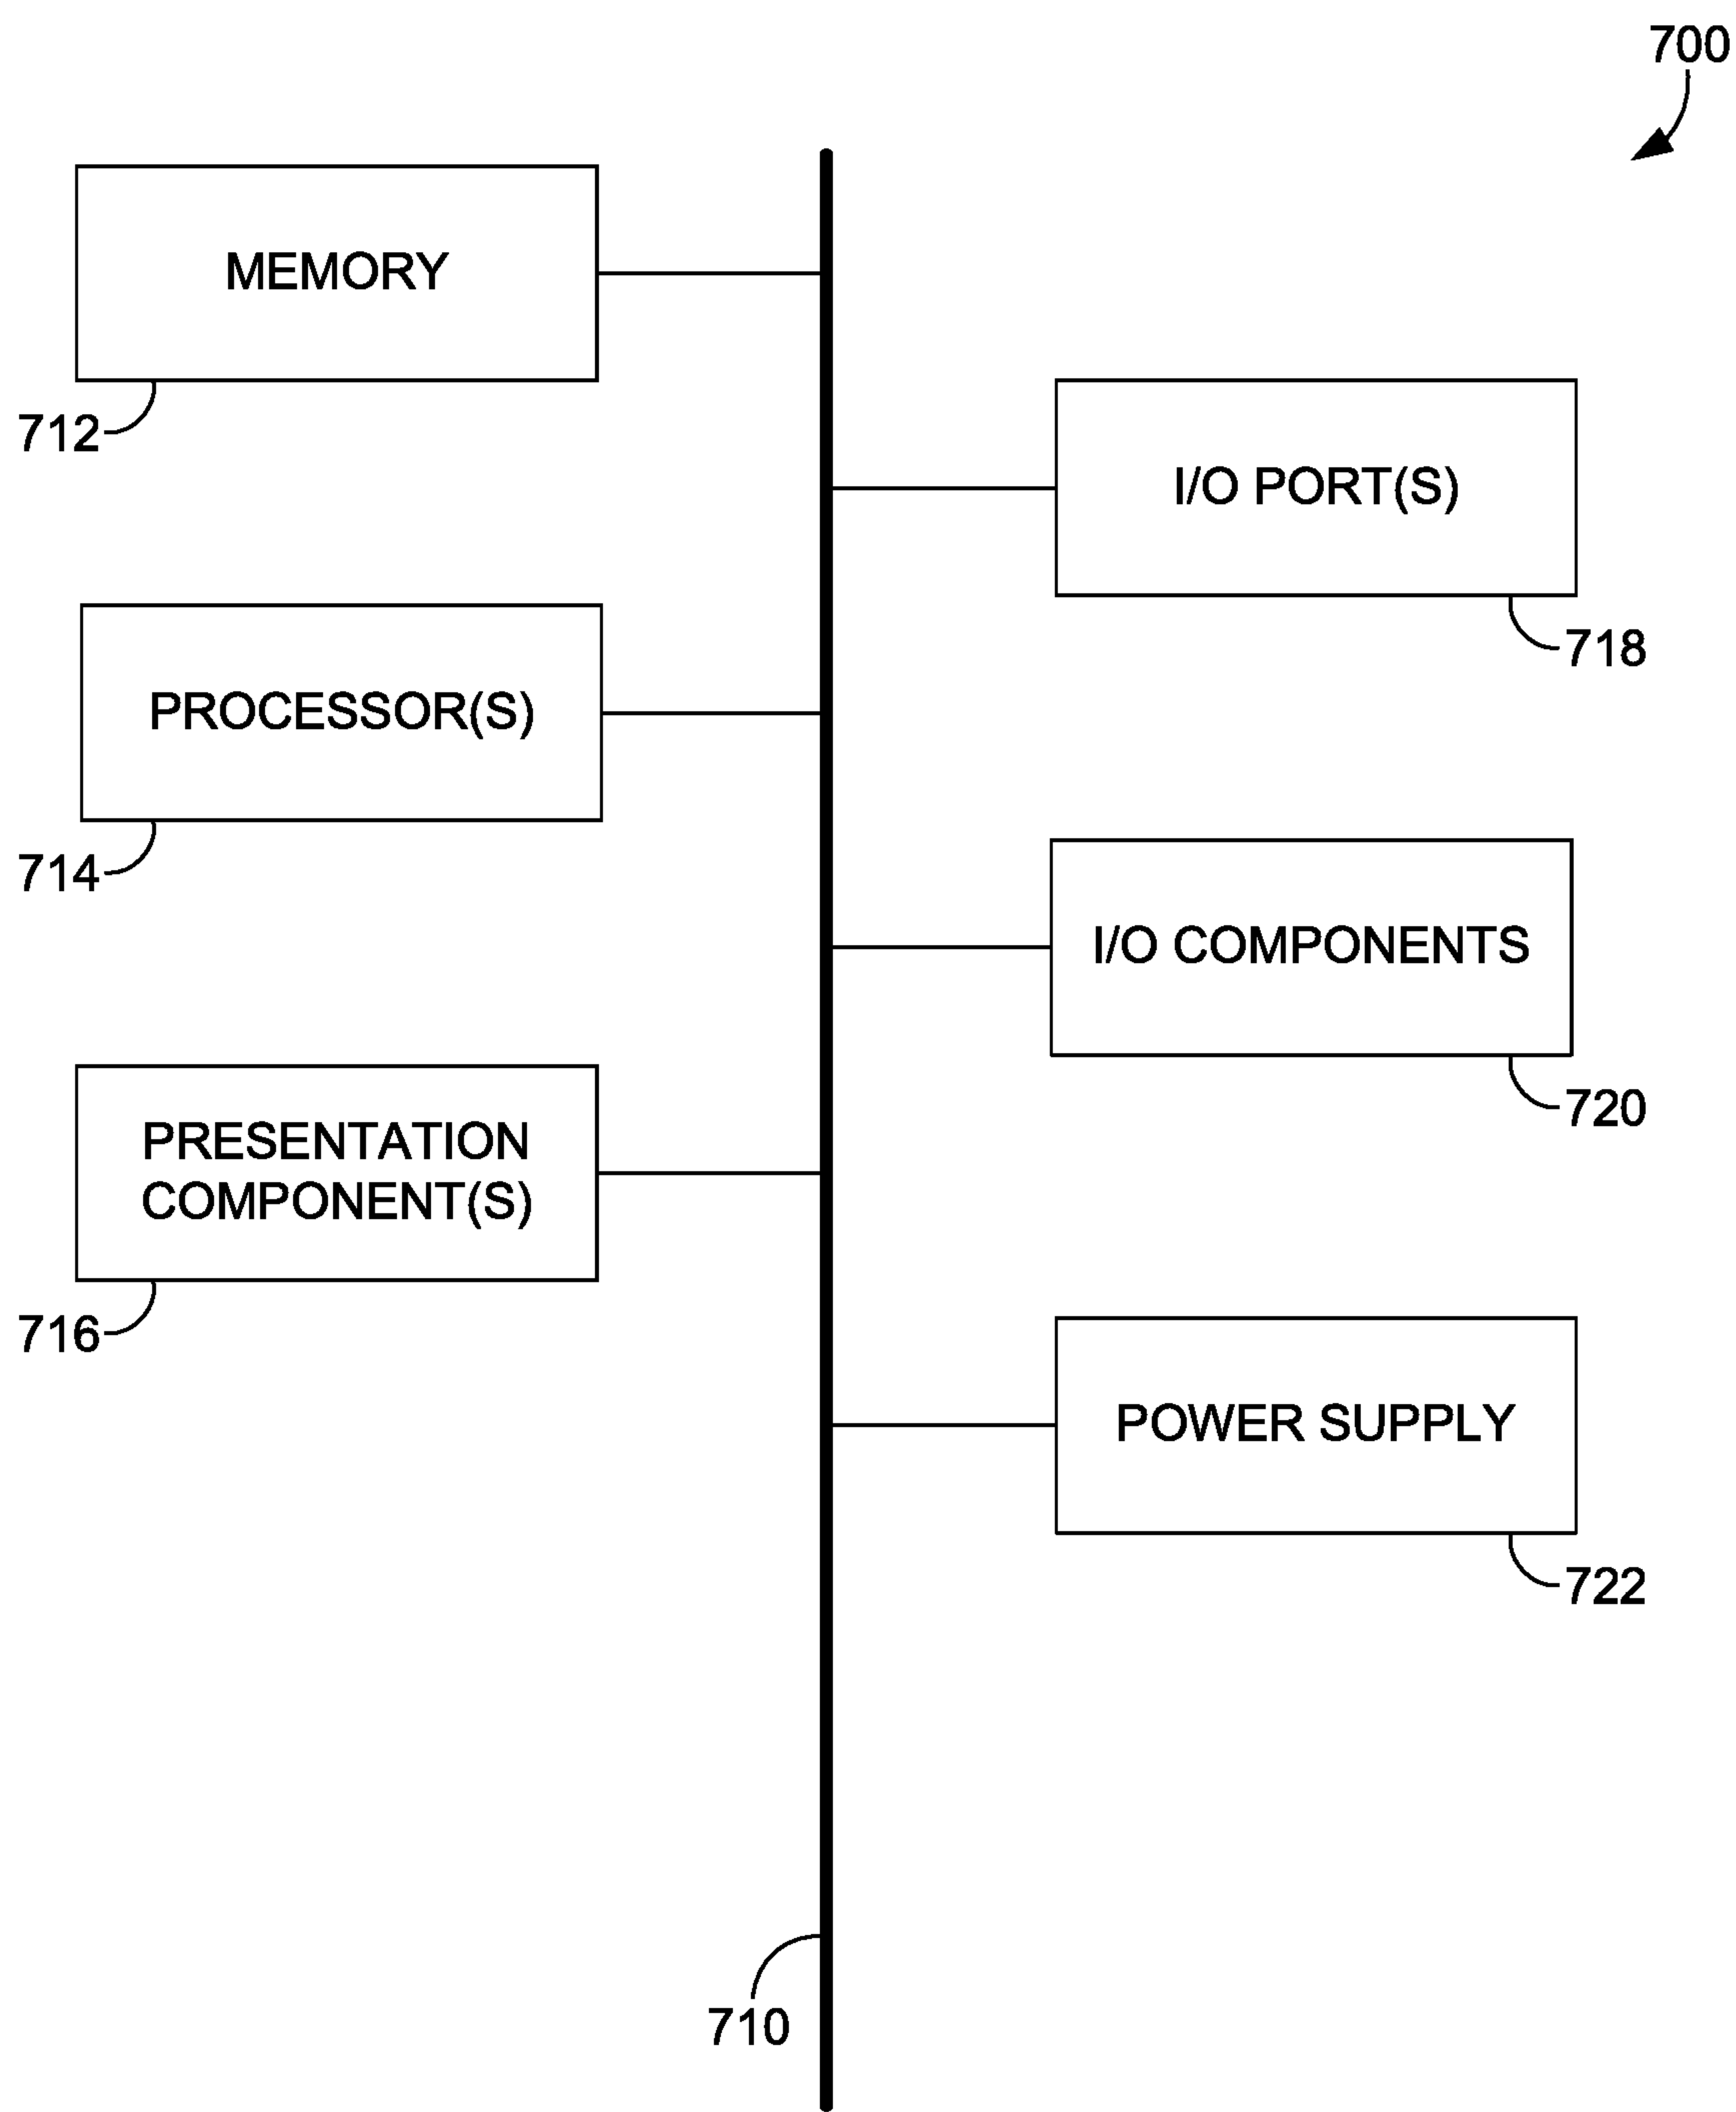 700
MEMORY
712
I/O PORT(S)
718
PROCESSOR(S)
714
I/O COMPONENTS
720
PRESENTATION
COMPONENT(S)
716
POWER SUPPLY
722
710